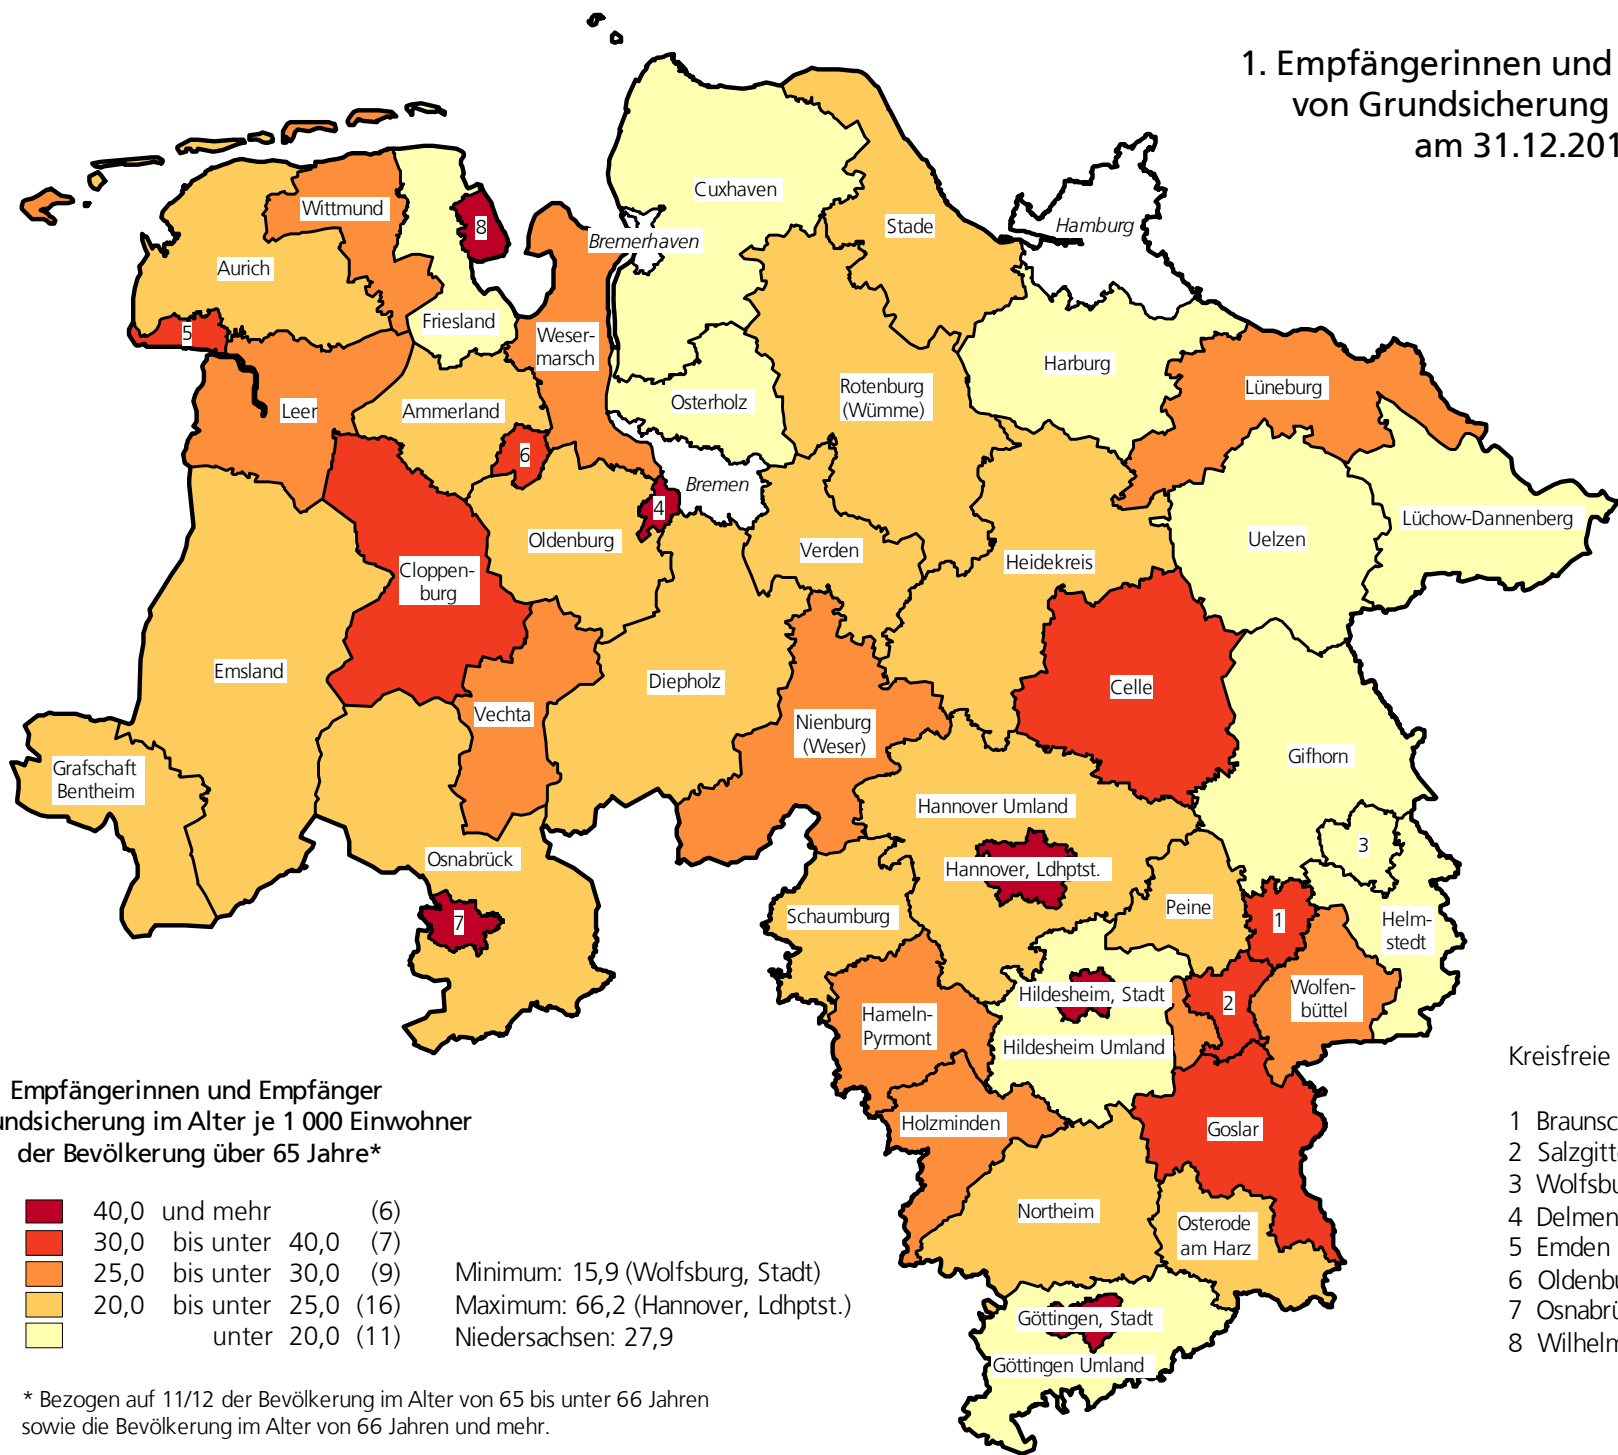 1. Empfängerinnen und
von Grundsicherung
am 31.12.201
Cuxhaven
Stade
Hamburg
Wittmund
8
Bremerhaven
Aurich
Friesland
5
Weser-
marsch
Harburg
Lüneburg
Leer
Ammerland
Osterholz
Rotenburg
(Wümme)
6
Bremen
4
Oldenburg
Verden
Heidekreis
Uelzen
Lüchow-Dannenberg
Cloppen-
burg
Emsland
Diepholz
Celle
Vechta
Nienburg
(Weser)
Gifhorn
Grafschaft
Bentheim
Hannover Umland
3
Osnabrück
Hannover, Ldhptst.
7
Schaumburg
Peine
1
Helm-
stedt
Hildesheim, Stadt
2
Wolfen-
büttel
Hameln-
Pyrmont
Hildesheim Umland
Holzminden
Goslar
Northeim
Osterode
am Harz
Göttingen, Stadt
Göttingen Umland
Empfängerinnen und Empfänger
ndsicherung im Alter je 1 000 Einwohner
der Bevölkerung über 65 Jahre*
40,0 und mehr (6)
30,0 bis unter 40,0 (7)
25,0 bis unter 30,0 (9)
20,0 bis unter 25,0 (16)
unter 20,0 (11)
Minimum: 15,9 (Wolfsburg, Stadt)
Maximum: 66,2 (Hannover, Ldhptst.)
Niedersachsen: 27,9
* Bezogen auf 11/12 der Bevölkerung im Alter von 65 bis unter 66 Jahren
sowie die Bevölkerung im Alter von 66 Jahren und mehr.
Kreisfreie
1 Braunsc
2 Salzgitt
3 Wolfsbu
4 Delmen
5 Emden
6 Oldenbu
7 Osnabrü
8 Wilhelm